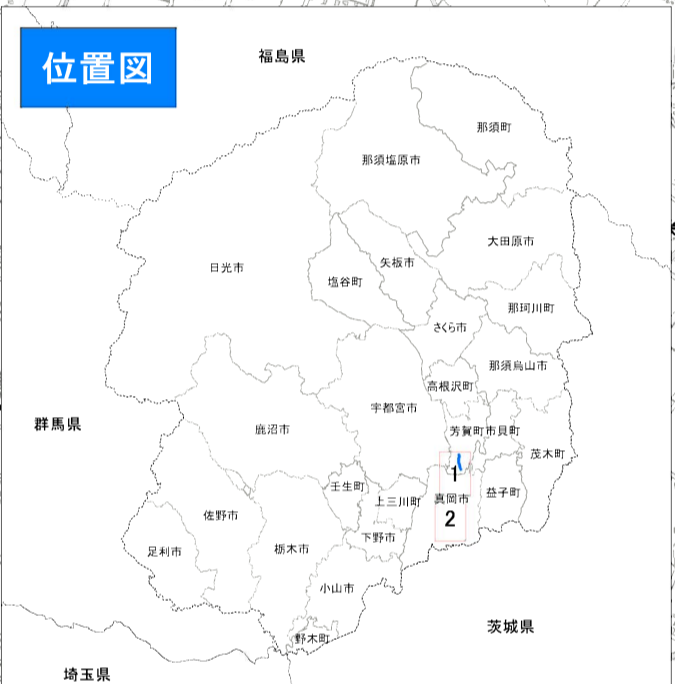 位置図
福島県
那須町
那須塩原市
大田原市
矢板市
日光市
塩谷町
那珂川町
さくら市
那須烏山市
高根沢町
宇都宮市
群馬県
鹿沼市
芳賀町
市貝町
茂木町
1
壬生町
益子町
真岡市
上三川町
佐野市
2
下野市
足利市
栃木市
小山市
茨城県
野木町
埼玉県